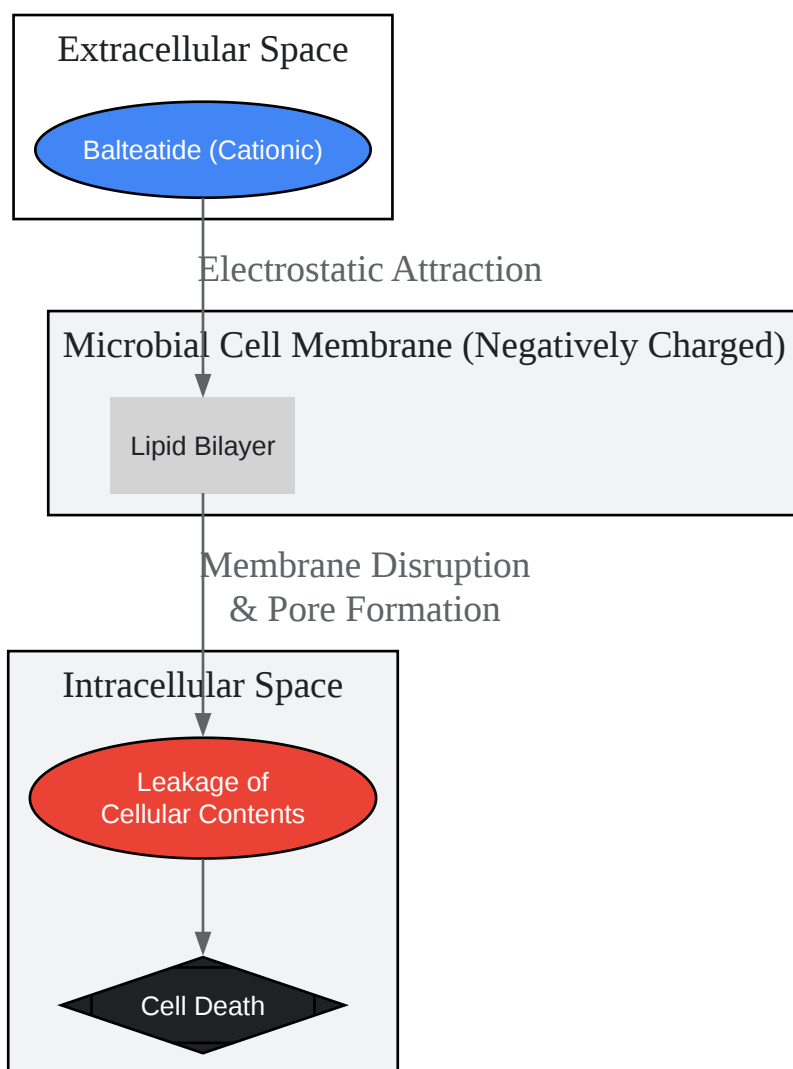 Extracellular Space
Balteatide (Cationic)
Electrostatic Attraction
Microbial Cell Membrane (Negatively Charged)
Lipid Bilayer
Membrane Disruption
& Pore Formation
Intracellular Space
Leakage of
Cellular Contents
Cell Death